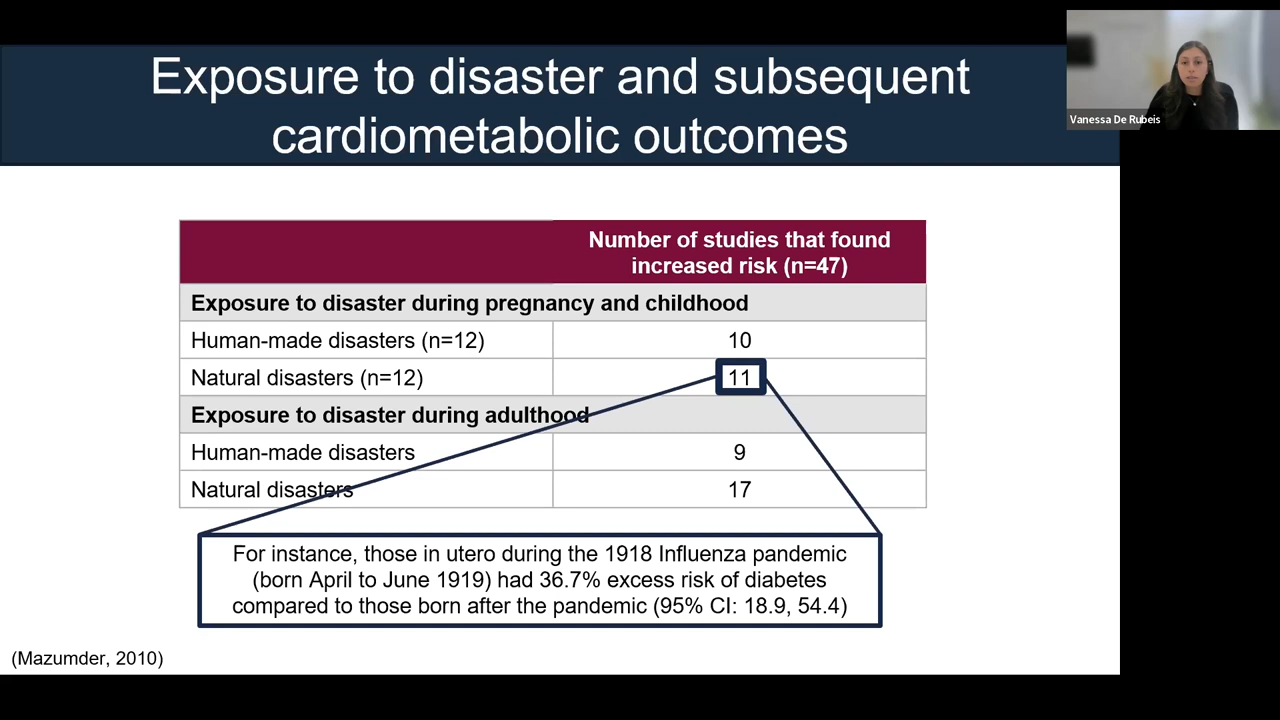 Exposure to disaster and subsequent
cardiometabolic outcomes
Vanessa De Rubeis
Number of studies that found
increased risk (n=47)
Exposure to disaster during pregnancy and childhood
Human-made disasters (n=12) 10
Natural disasters (n=12) 11
Exposure to disaster during adulthood
Human-made disasters 9
Natural disasters 17
For instance, those in utero during the 1918 Influenza pandemic
(born April to June 1919) had 36.7% excess risk of diabetes
compared to those born after the pandemic (95% CI: 18.9, 54.4)
(Mazumder, 2010)